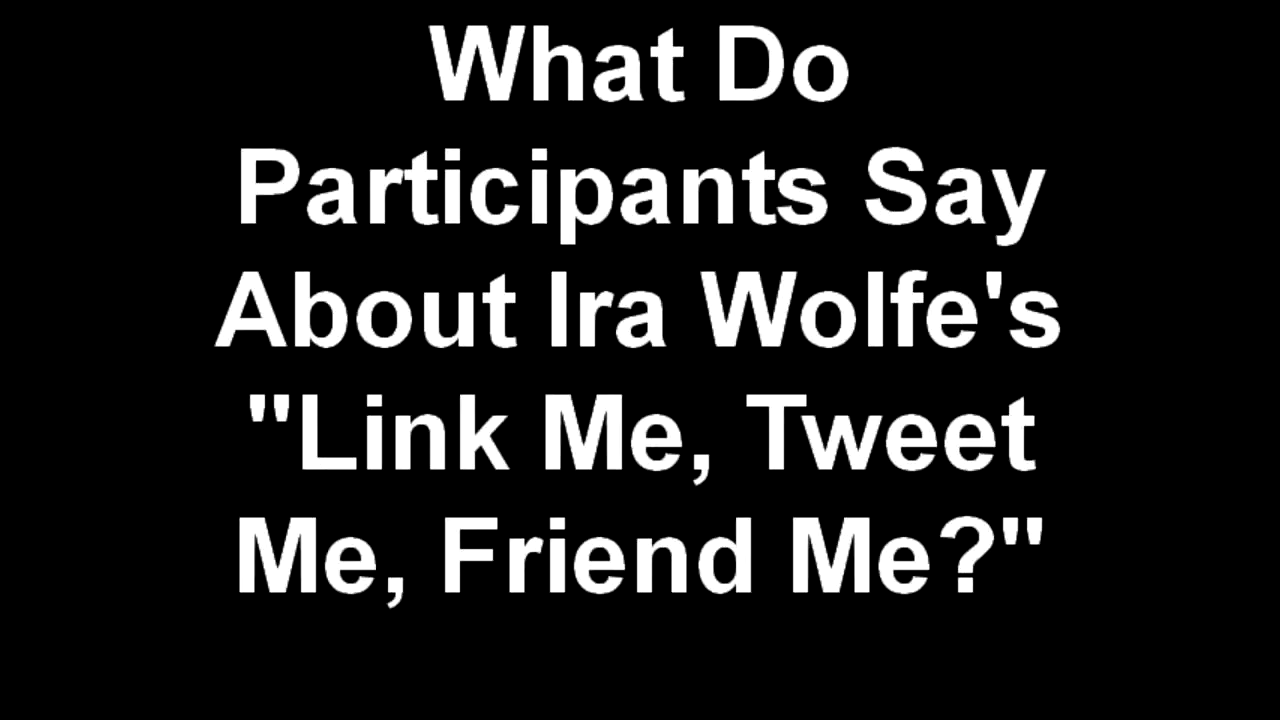 What Do
Participants Say
About Ira Wolfe's
"Link Me, Tweet
Me, Friend Me?"